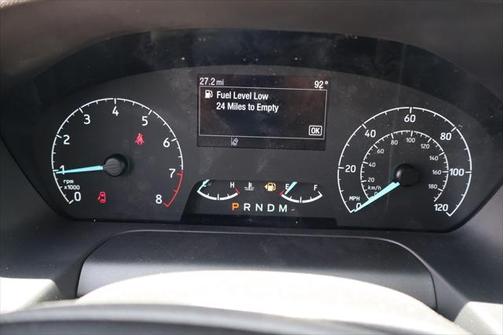 27.2 mi 92°
Fuel Level Low
24 Miles to Empty
OK
0 1 2 3 4 5 6 7 8
rpm
x1000
C H E F
P R N D M
0 20 40 60 80 100 120
MPH
km/h